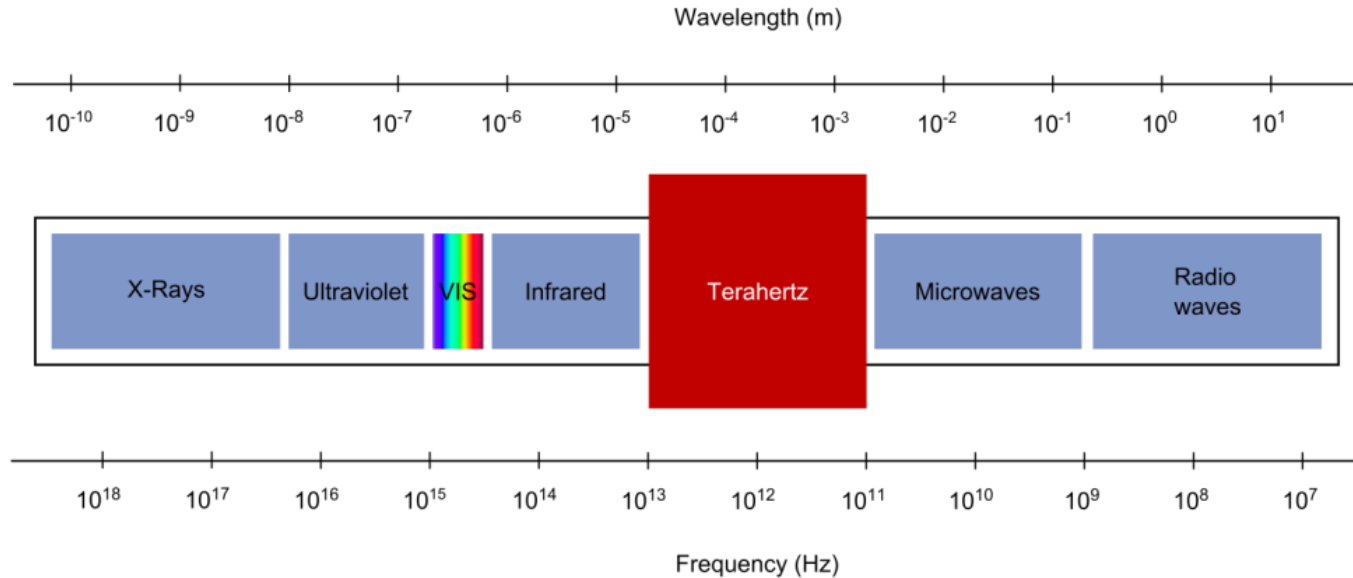 Wavelength (m)
10⁻¹⁰ 10⁻⁹ 10⁻⁸ 10⁻⁷ 10⁻⁶ 10⁻⁵ 10⁻⁴ 10⁻³ 10⁻² 10⁻¹ 10⁰ 10¹
X-Rays Ultraviolet VIS Infrared Terahertz Microwaves Radio
waves
10¹⁸ 10¹⁷ 10¹⁶ 10¹⁵ 10¹⁴ 10¹³ 10¹² 10¹¹ 10¹⁰ 10⁹ 10⁸ 10⁷
Frequency (Hz)